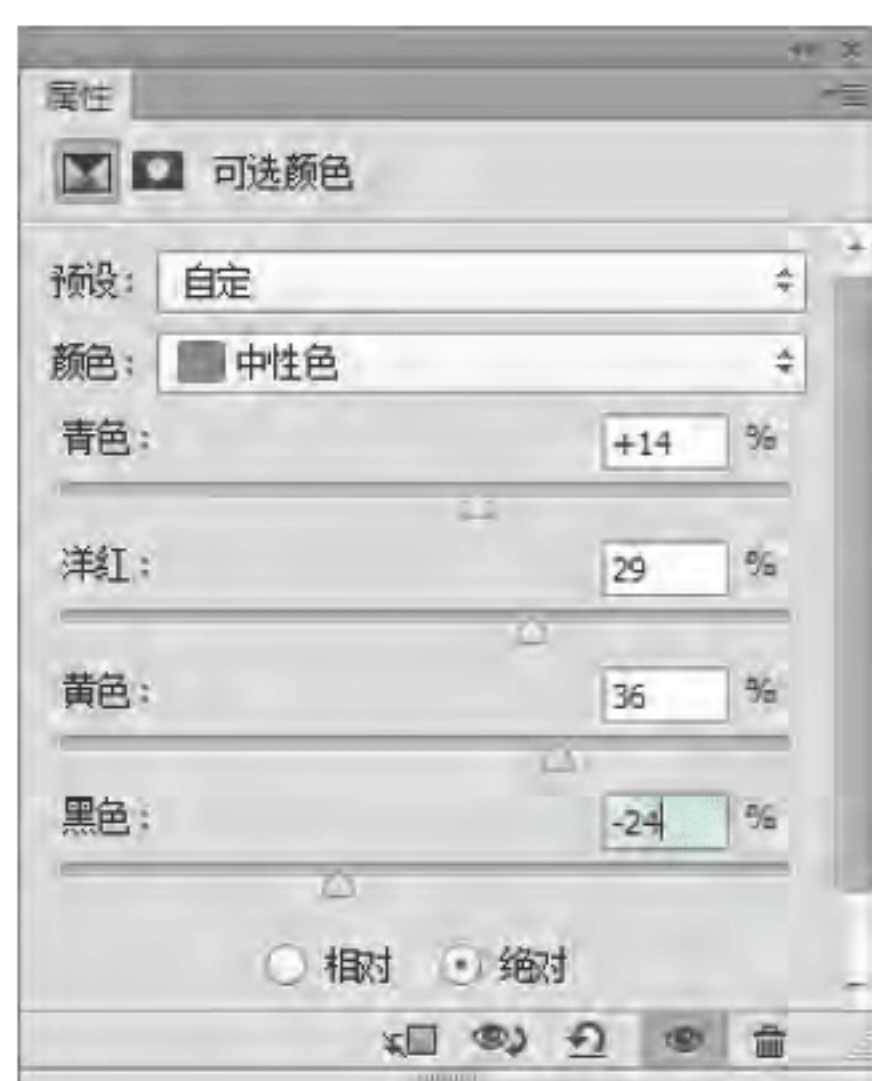 属性
可选颜色
预设： 自定
颜色： 中性色
青色： +14 %
洋红： 29 %
黄色： 36 %
黑色： -24 %
相对 绝对